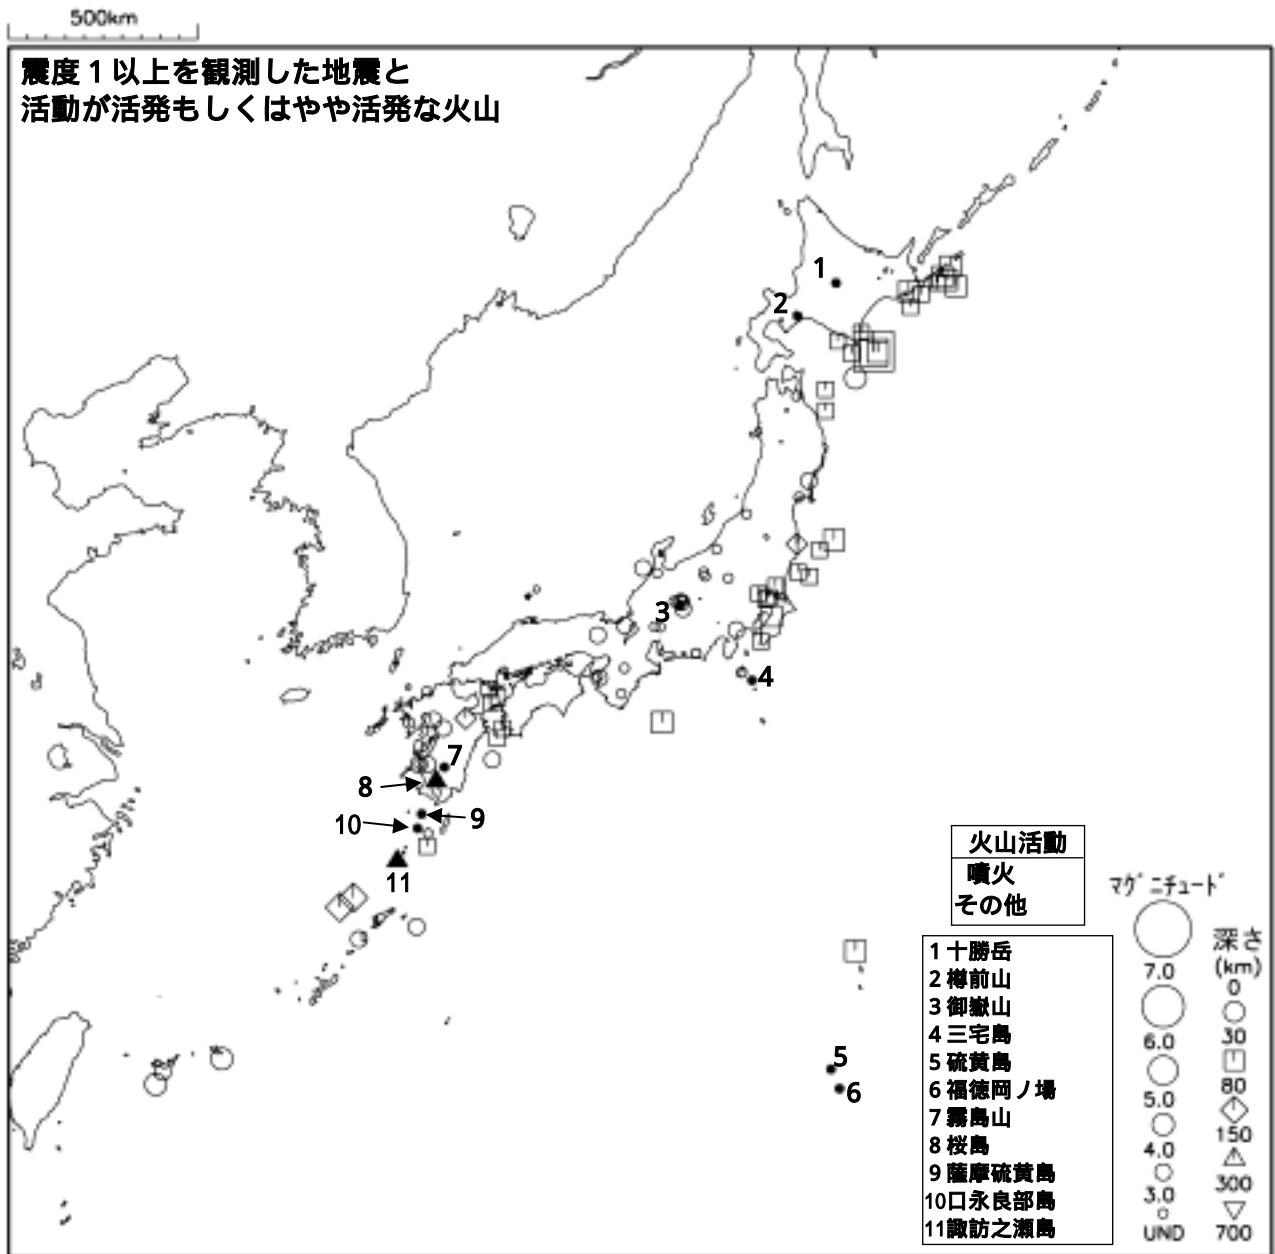 500km
震度1以上を観測した地震と
活動が活発もしくはやや活発な火山
1
2
3
4
7
8
9
10
11
5
6
火山活動
噴火
その他
1 十勝岳
2 樽前山
3 御嶽山
4 三宅島
5 硫黄島
6 福徳岡ノ場
7 霧島山
8 桜島
9 薩摩硫黄島
10口永良部島
11諏訪之瀬島
マグニチュード
7.0
6.0
5.0
4.0
3.0
UND
深さ
(km)
0
30
80
150
300
700